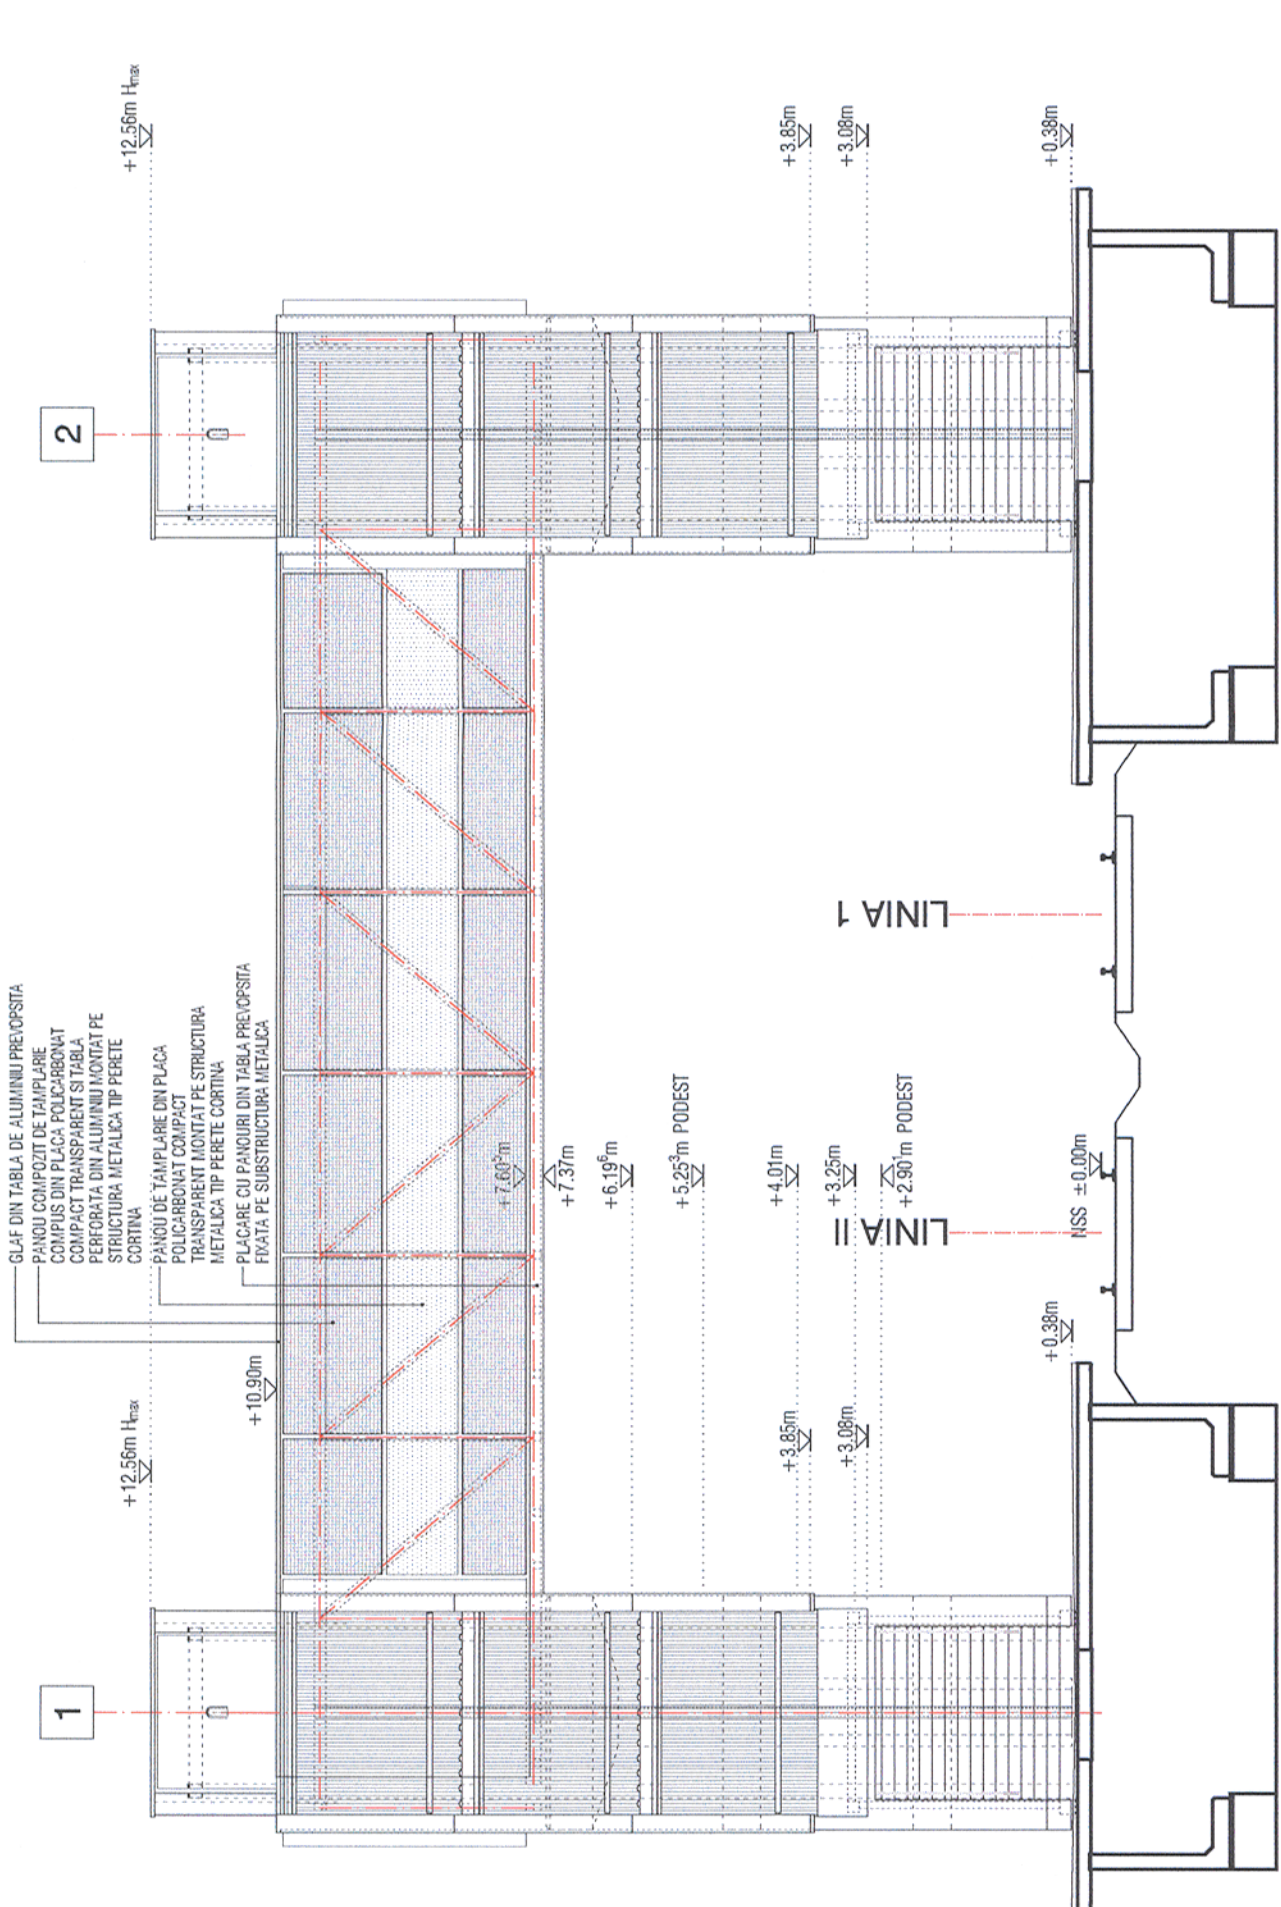 GLAF DIN TABLA DE ALUMINIU PREVOPSITA
PANOU COMPOZIT DE TAMPLARIE
COMPUS DIN PLACA POLICARBONAT
COMPACT TRANSPARENT SI TABLA
PERFORATA DIN ALUMINIU MONTAT PE
STRUCTURA METALICA TIP PERETE
CORTINA
PANOU DE TAMPLARIE DIN PLACA
POLICARBONAT COMPACT
TRANSPARENT MONTAT PE STRUCTURA
METALICA TIP PERETE CORTINA
PLACARE CU PANOURI DIN TABLA PREVOPSITA
FIXATA PE SUBSTRUCTURA METALICA
1
2
+12.56m Hmax
+12.56m Hmax
+10.90m
+7.60⁵m
+7.37m
+6.19⁶m
+5.25³m PODEST
+4.01m
+3.85m
+3.85m
+3.25m
+3.08m
+3.08m
+2.90¹m PODEST
LINIA II
LINIA 1
NSS ±0.00m
+0.38m
+0.38m